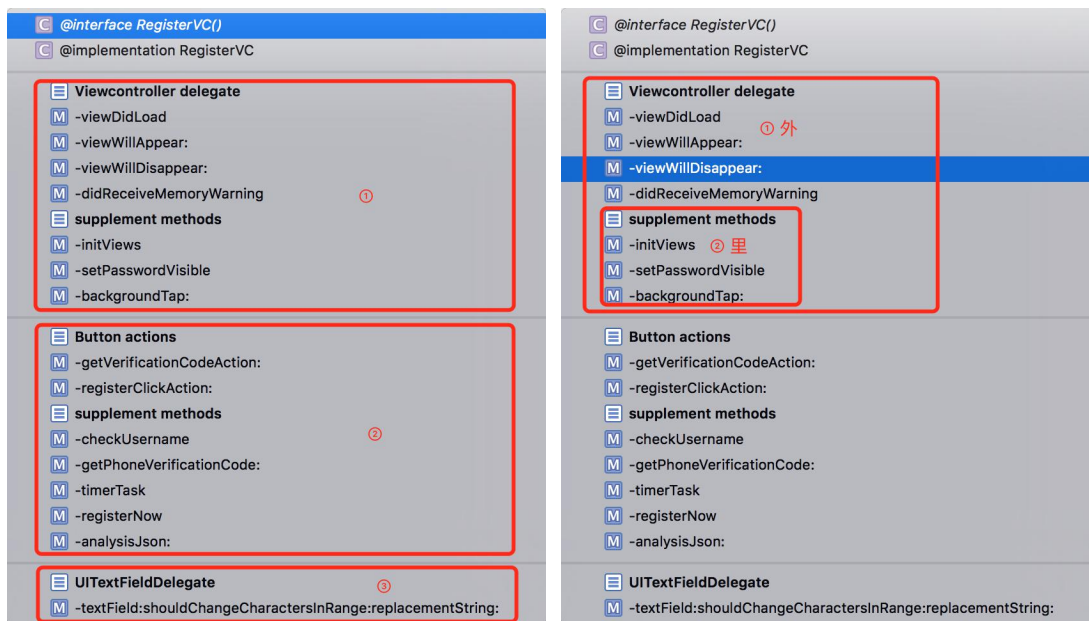 C @interface RegisterVC()
C @implementation RegisterVC
Viewcontroller delegate
M -viewDidLoad
M -viewWillAppear:
M -viewWillDisappear:
M -didReceiveMemoryWarning ①
supplement methods
M -initViews
M -setPasswordVisible
M -backgroundTap:
Button actions
M -getVerificationCodeAction:
M -registerClickAction:
supplement methods
M -checkUsername ②
M -getPhoneVerificationCode:
M -timerTask
M -registerNow
M -analysisJson:
UITextFieldDelegate ③
M -textField:shouldChangeCharactersInRange:replacementString:
C @interface RegisterVC()
C @implementation RegisterVC
Viewcontroller delegate
M -viewDidLoad
① 外
M -viewWillAppear:
M -viewWillDisappear:
M -didReceiveMemoryWarning
supplement methods
M -initViews ② 里
M -setPasswordVisible
M -backgroundTap:
Button actions
M -getVerificationCodeAction:
M -registerClickAction:
supplement methods
M -checkUsername
M -getPhoneVerificationCode:
M -timerTask
M -registerNow
M -analysisJson:
UITextFieldDelegate
M -textField:shouldChangeCharactersInRange:replacementString: